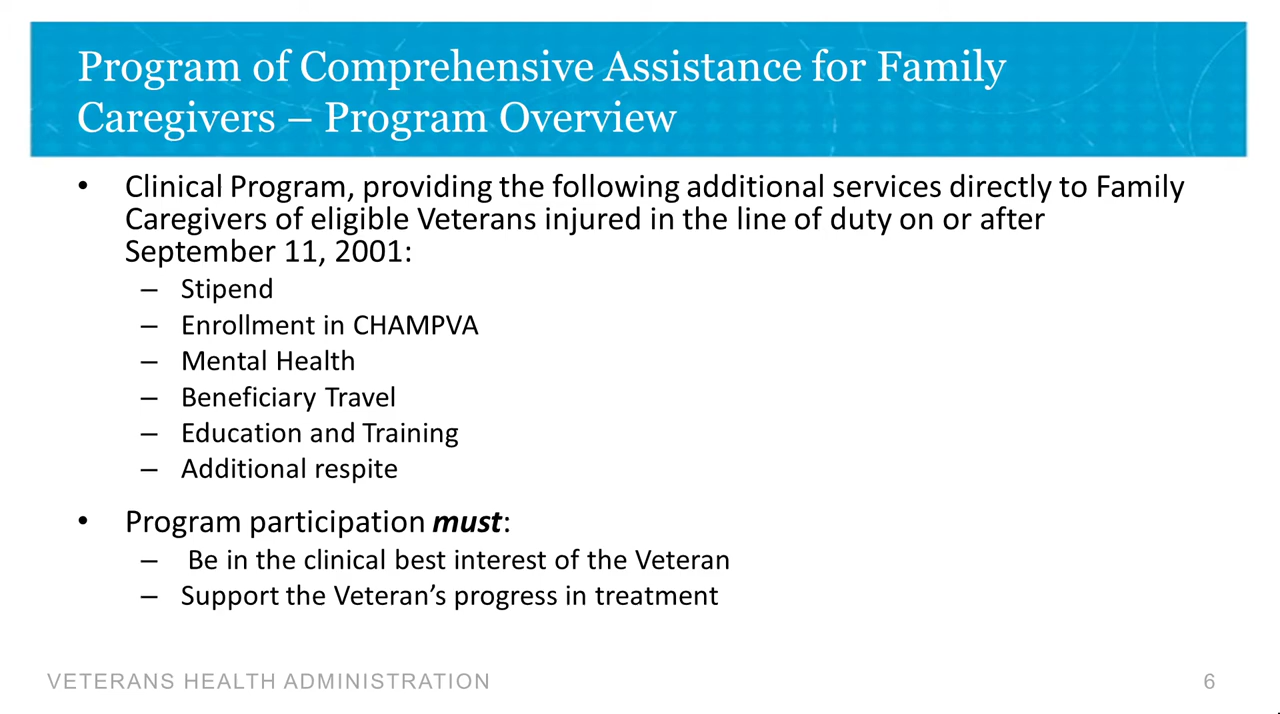 Program of Comprehensive Assistance for Family
Caregivers – Program Overview
• Clinical Program, providing the following additional services directly to Family
Caregivers of eligible Veterans injured in the line of duty on or after
September 11, 2001:
– Stipend
– Enrollment in CHAMPVA
– Mental Health
– Beneficiary Travel
– Education and Training
– Additional respite
• Program participation must:
– Be in the clinical best interest of the Veteran
– Support the Veteran’s progress in treatment
VETERANS HEALTH ADMINISTRATION
6